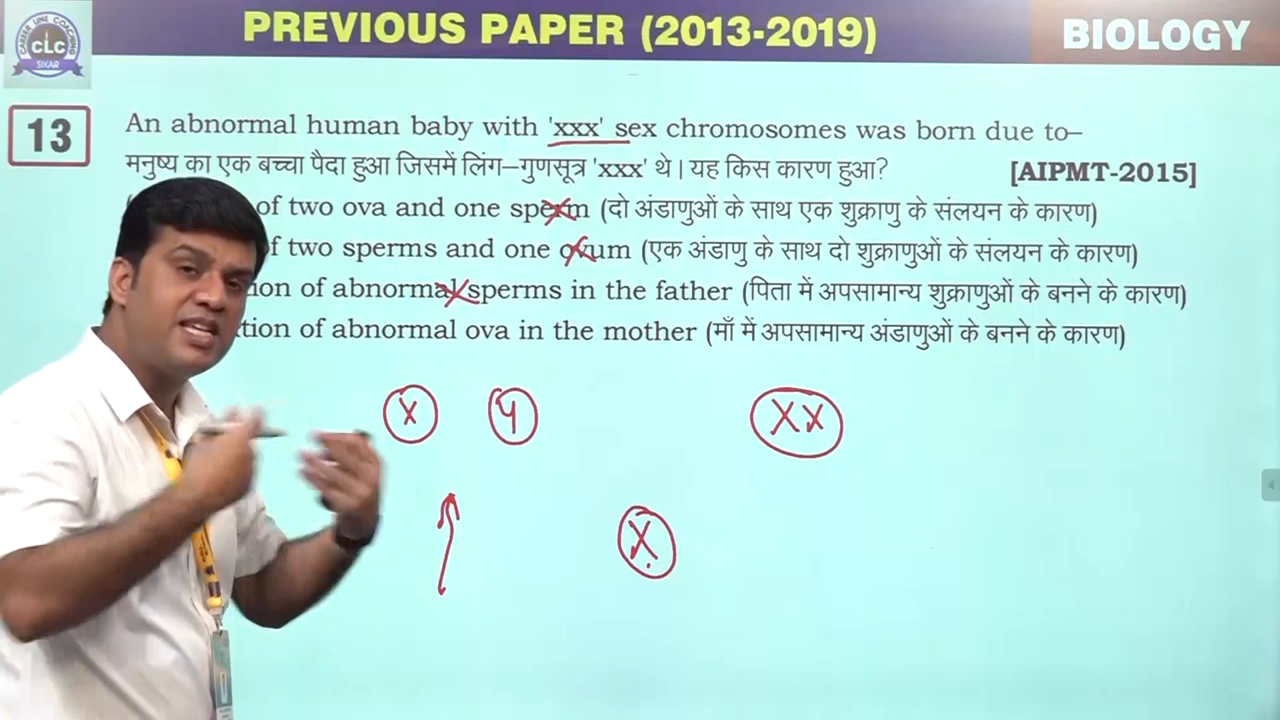 PREVIOUS PAPER (2013-2019)
BIOLOGY
CAREER LINE COACHING
CLC
SIKAR
13
An abnormal human baby with 'xxx' sex chromosomes was born due to–
मनुष्य का एक बच्चा पैदा हुआ जिसमें लिंग–गुणसूत्र 'xxx' थे। यह किस कारण हुआ?
[AIPMT-2015]
of two ova and one sperm (दो अंडाणुओं के साथ एक शुक्राणु के संलयन के कारण)
of two sperms and one ovum (एक अंडाणु के साथ दो शुक्राणुओं के संलयन के कारण)
of abnormal sperms in the father (पिता में अपसामान्य शुक्राणुओं के बनने के कारण)
of abnormal ova in the mother (माँ में अपसामान्य अंडाणुओं के बनने के कारण)
X
Y
XX
X